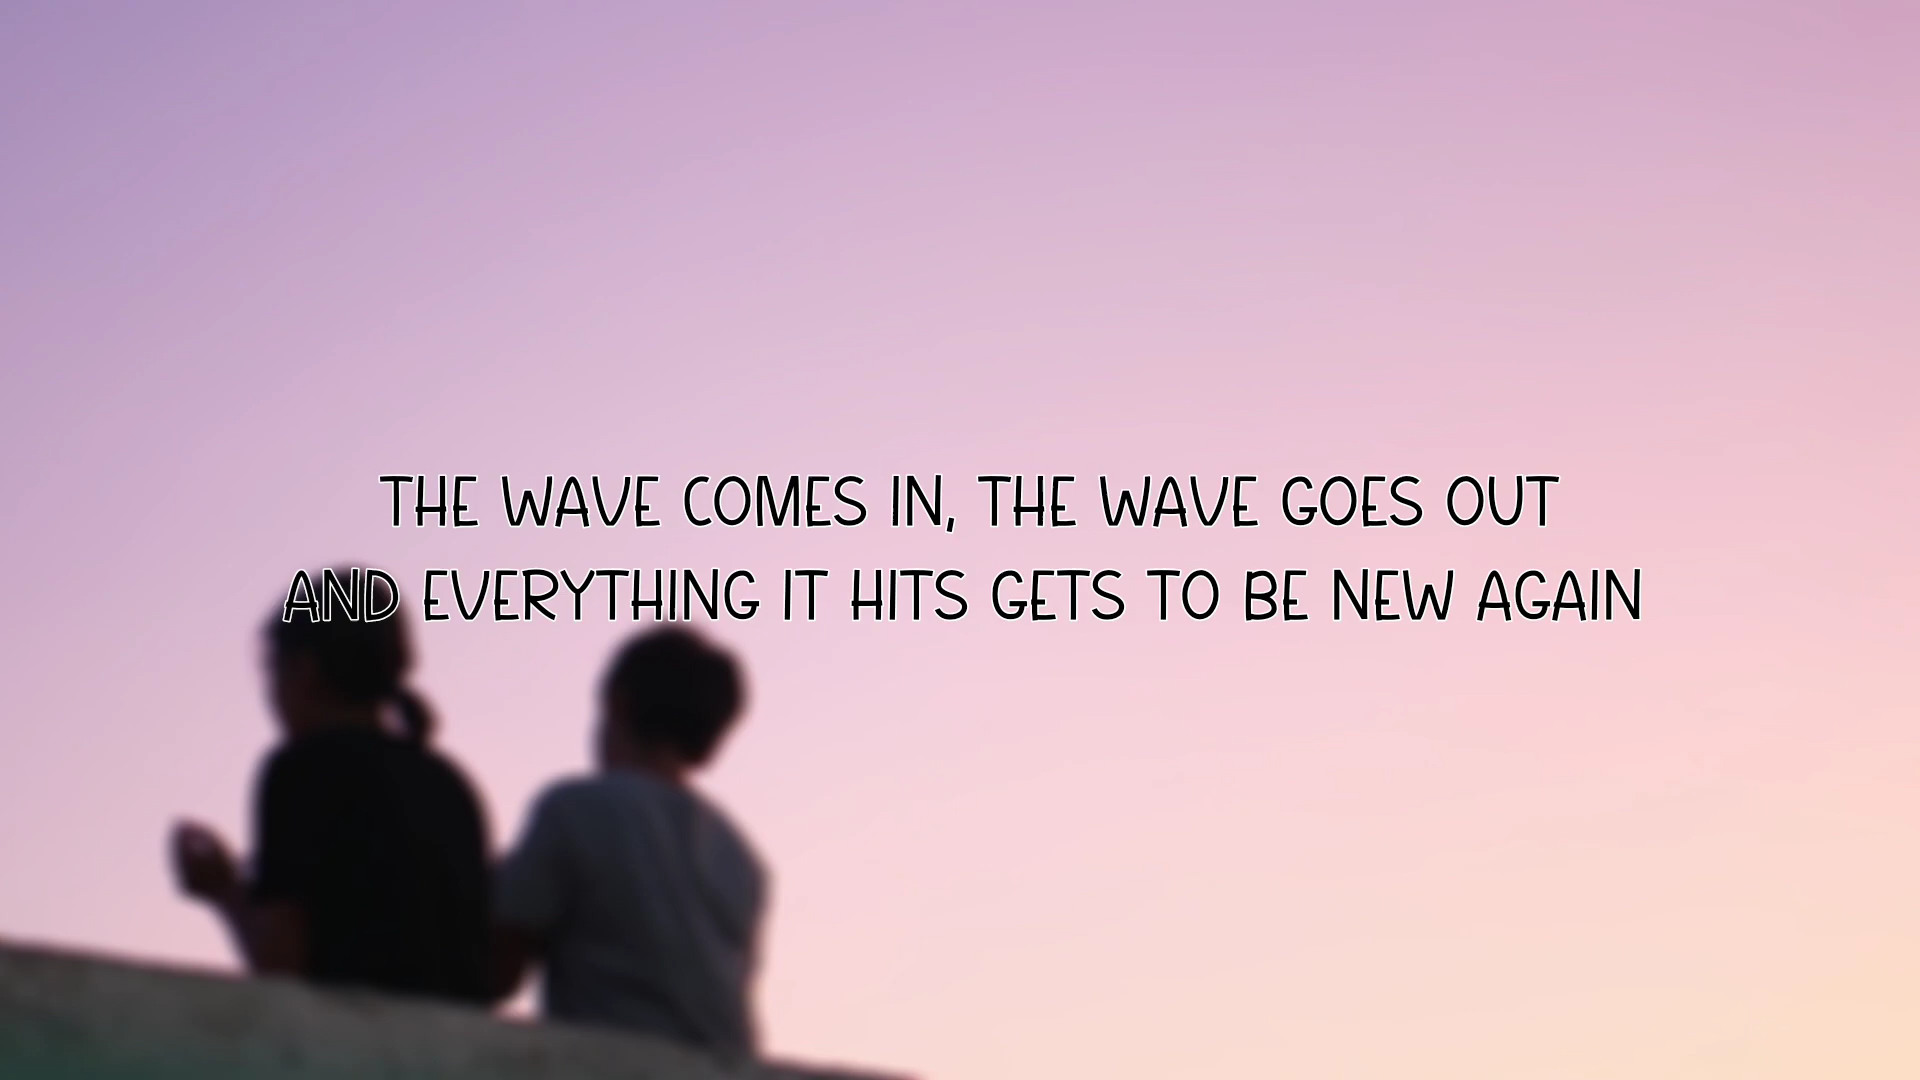 THE WAVE COMES IN, THE WAVE GOES OUT
AND EVERYTHING IT HITS GETS TO BE NEW AGAIN